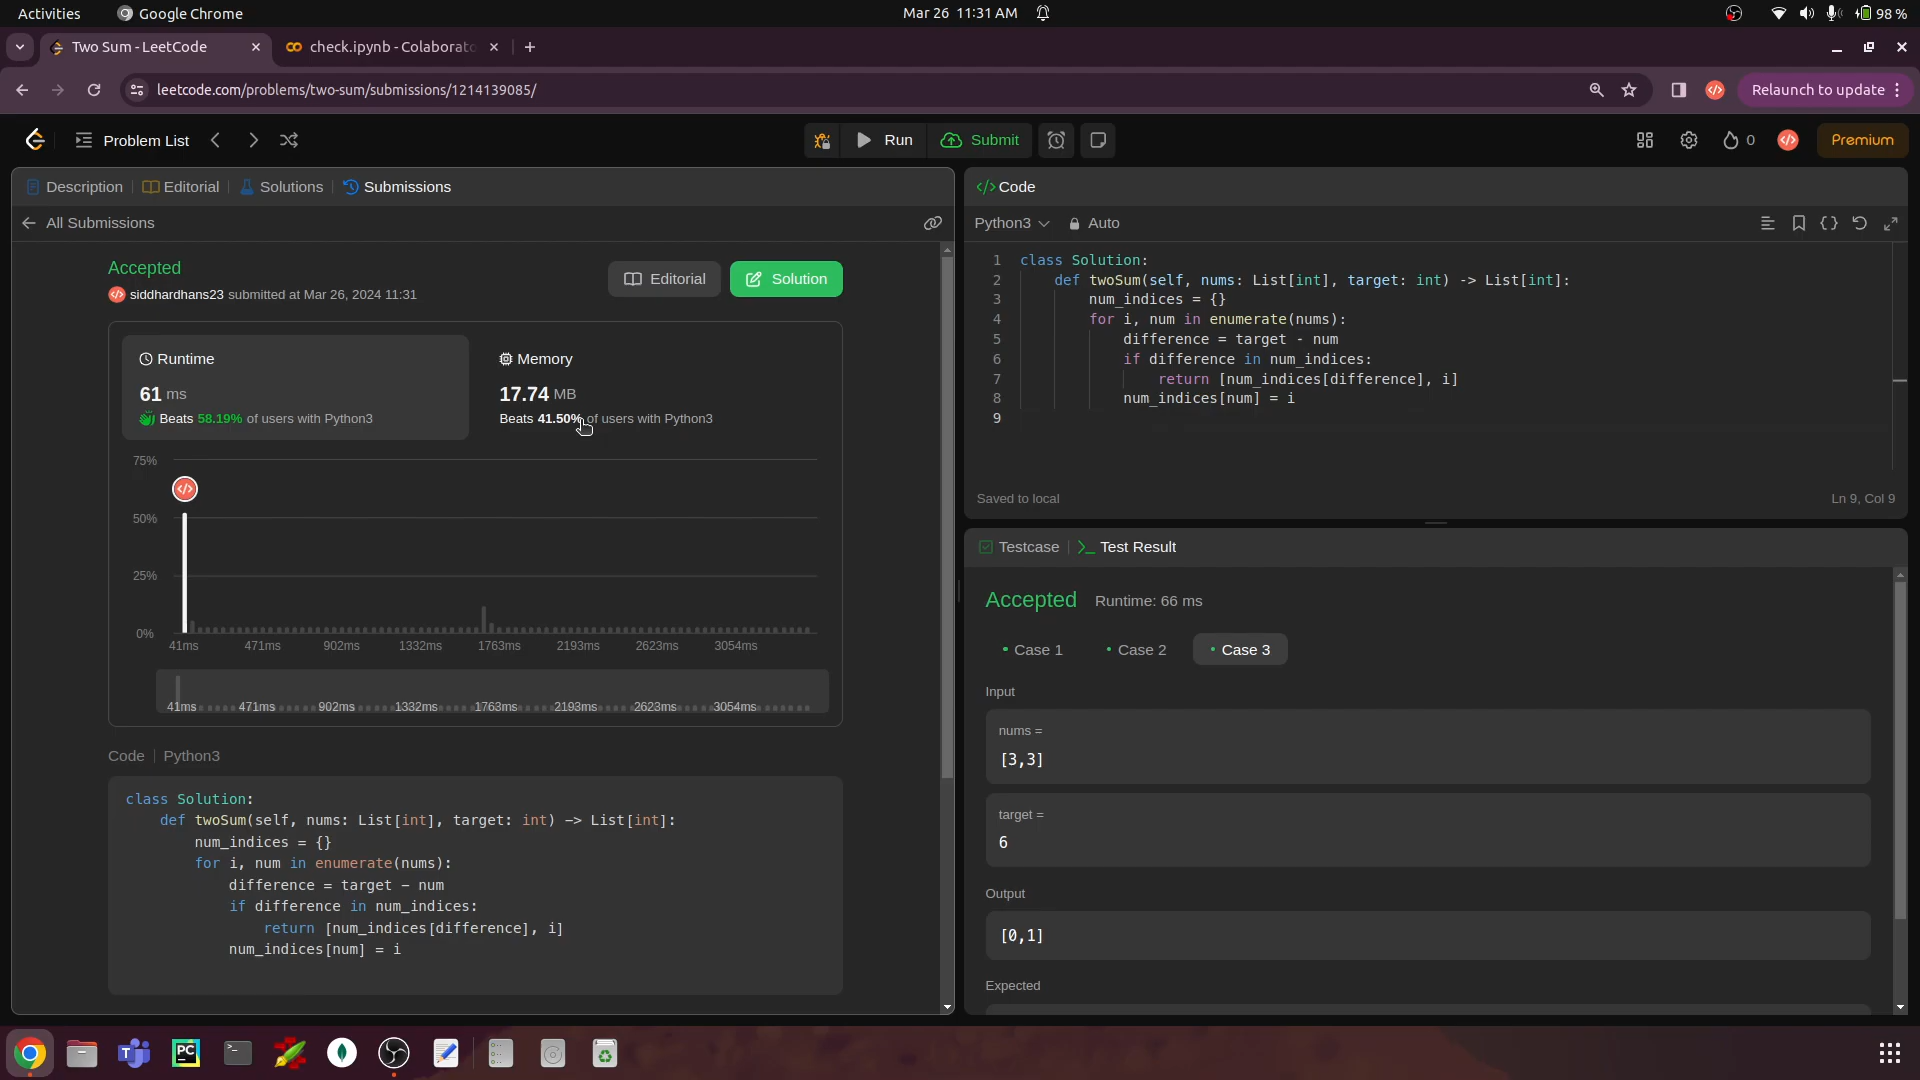 Activities
Google Chrome
Mar 26 11:31 AM
98 %
Two Sum - LeetCode
check.ipynb - Colaborato
leetcode.com/problems/two-sum/submissions/1214139085/
Relaunch to update
Problem List
Run
Submit
0
Premium
Description
Editorial
Solutions
Submissions
All Submissions
Accepted
siddhardhans23 submitted at Mar 26, 2024 11:31
Editorial
Solution
Runtime
61 ms
Beats 58.19% of users with Python3
Memory
17.74 MB
Beats 41.50% of users with Python3
75%
50%
25%
0%
41ms 471ms 902ms 1332ms 1763ms 2193ms 2623ms 3054ms
41ms 471ms 902ms 1332ms 1763ms 2193ms 2623ms 3054ms
Code | Python3
class Solution:
    def twoSum(self, nums: List[int], target: int) -> List[int]:
        num_indices = {}
        for i, num in enumerate(nums):
            difference = target - num
            if difference in num_indices:
                return [num_indices[difference], i]
            num_indices[num] = i
</> Code
Python3
Auto
1 class Solution:
2     def twoSum(self, nums: List[int], target: int) -> List[int]:
3         num_indices = {}
4         for i, num in enumerate(nums):
5             difference = target - num
6             if difference in num_indices:
7                 return [num_indices[difference], i]
8             num_indices[num] = i
9
Saved to local
Ln 9, Col 9
Testcase
Test Result
Accepted
Runtime: 66 ms
Case 1
Case 2
Case 3
Input
nums =
[3,3]
target =
6
Output
[0,1]
Expected
PC